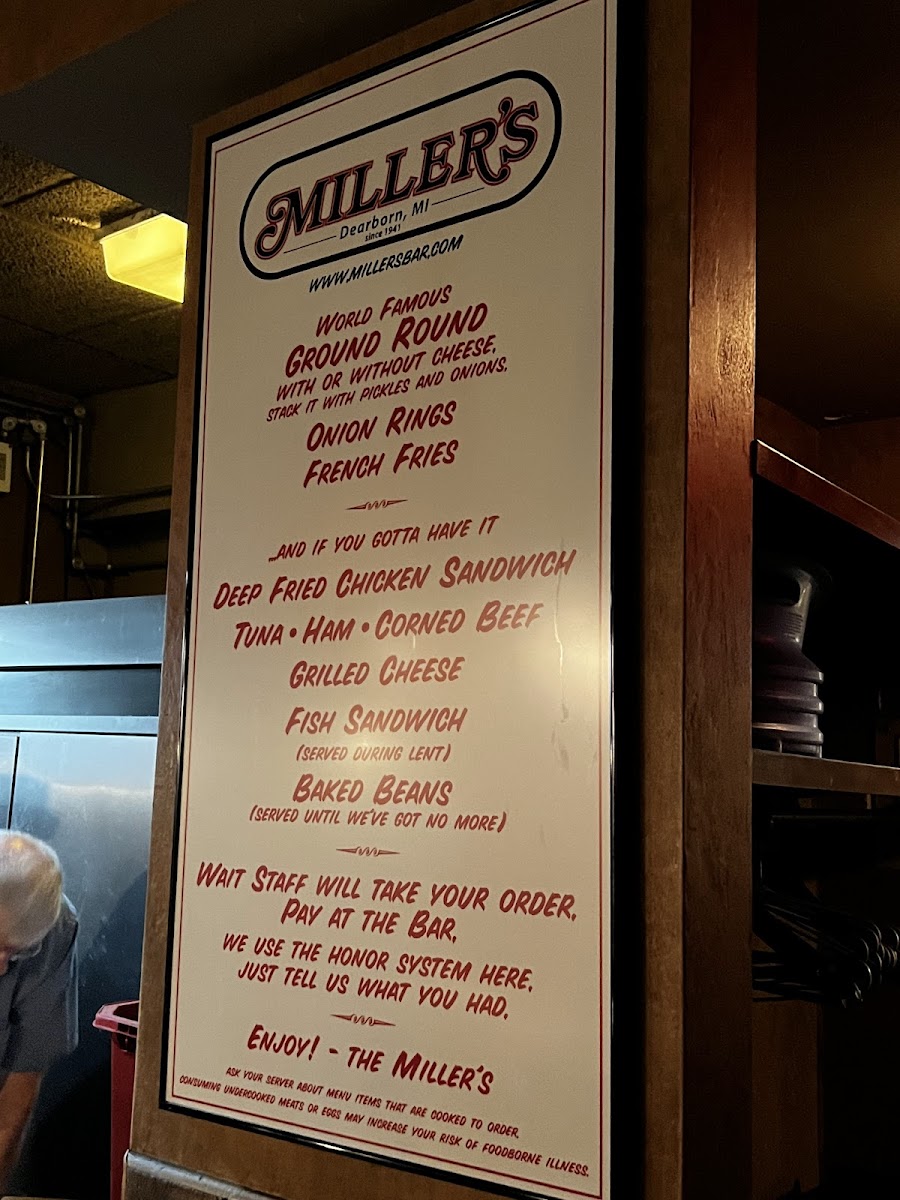 MILLER'S
Dearborn, MI
since 1941
WWW.MILLERSBAR.COM
WORLD FAMOUS
GROUND ROUND
WITH OR WITHOUT CHEESE,
STACK IT WITH PICKLES AND ONIONS.
ONION RINGS
FRENCH FRIES
...AND IF YOU GOTTA HAVE IT
DEEP FRIED CHICKEN SANDWICH
TUNA • HAM • CORNED BEEF
GRILLED CHEESE
FISH SANDWICH
(SERVED DURING LENT)
BAKED BEANS
(SERVED UNTIL WE'VE GOT NO MORE)
WAIT STAFF WILL TAKE YOUR ORDER.
PAY AT THE BAR.
WE USE THE HONOR SYSTEM HERE,
JUST TELL US WHAT YOU HAD.
ENJOY! - THE MILLER'S
ASK YOUR SERVER ABOUT MENU ITEMS THAT ARE COOKED TO ORDER.
CONSUMING UNDERCOOKED MEATS OR EGGS MAY INCREASE YOUR RISK OF FOODBORNE ILLNESS.